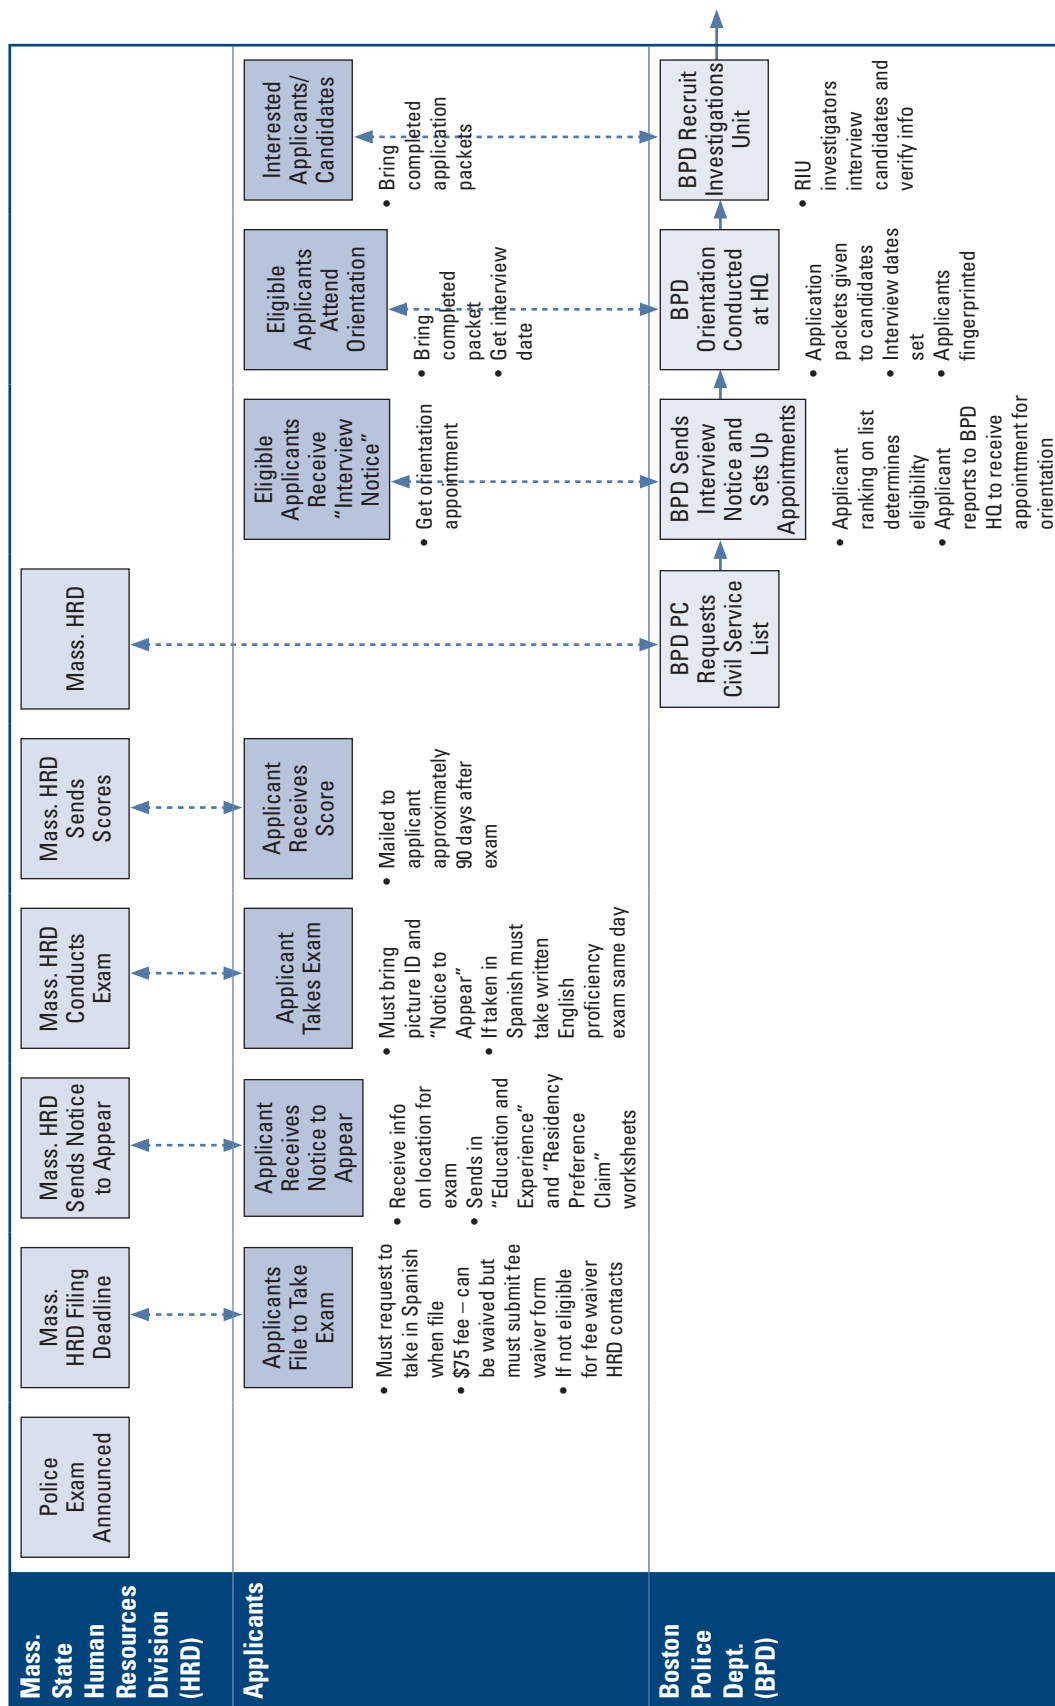 Mass.
State
Human
Resources
Division
(HRD)
Police
Exam
Announced
Mass.
HRD Filing
Deadline
Mass. HRD
Sends Notice
to Appear
Mass. HRD
Conducts
Exam
Mass. HRD
Sends
Scores
Mass. HRD
Applicants
Applicants
File to Take
Exam
• Must request to
take in Spanish
when file
• $75 fee – can
be waived but
must submit fee
waiver form
• If not eligible
for fee waiver
HRD contacts
Applicant
Receives
Notice to
Appear
• Receive info
on location for
exam
• Sends in
“Education and
Experience”
and “Residency
Preference
Claim”
worksheets
Applicant
Takes Exam
• Must bring
picture ID and
“Notice to
Appear”
• If taken in
Spanish must
take written
English
proficiency
exam same day
Applicant
Receives
Score
• Mailed to
applicant
approximately
90 days after
exam
Eligible
Applicants
Receive
“Interview
Notice”
• Get orientation
appointment
Eligible
Applicants
Attend
Orientation
• Bring
completed
packet
• Get interview
date
Interested
Applicants/
Candidates
• Bring
completed
application
packets
Boston
Police
Dept.
(BPD)
BPD PC
Requests
Civil Service
List
BPD Sends
Interview
Notice and
Sets Up
Appointments
• Applicant
ranking on list
determines
eligibility
• Applicant
reports to BPD
HQ to receive
appointment for
orientation
BPD
Orientation
Conducted
at HQ
• Application
packets given
to candidates
• Interview dates
set
• Applicants
fingerprinted
BPD Recruit
Investigations
Unit
• RIU
investigators
interview
candidates and
verify info